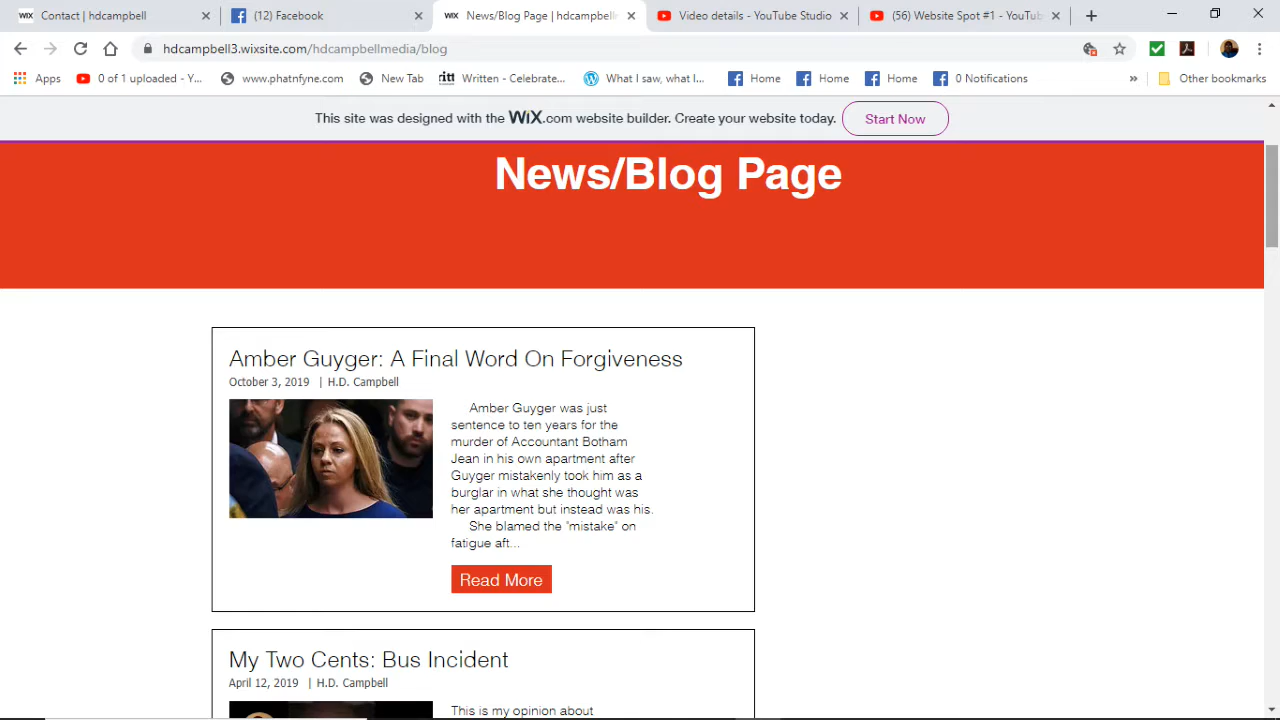 Contact | hdcampbell
(12) Facebook
WIX News/Blog Page | hdcampbell
Video details - YouTube Studio
(56) Website Spot #1 - YouTub
hdcampbell3.wixsite.com/hdcampbellmedia/blog
Apps
0 of 1 uploaded - Y...
www.phatnfyne.com
New Tab
ritt Written - Celebrate...
What I saw, what I...
Home
Home
Home
0 Notifications
»
Other bookmarks
This site was designed with the WiX.com website builder. Create your website today.
Start Now
News/Blog Page
Amber Guyger: A Final Word On Forgiveness
October 3, 2019 | H.D. Campbell
Amber Guyger was just
sentence to ten years for the
murder of Accountant Botham
Jean in his own apartment after
Guyger mistakenly took him as a
burglar in what she thought was
her apartment but instead was his.
She blamed the "mistake" on
fatigue aft...
Read More
My Two Cents: Bus Incident
April 12, 2019 | H.D. Campbell
This is my opinion about